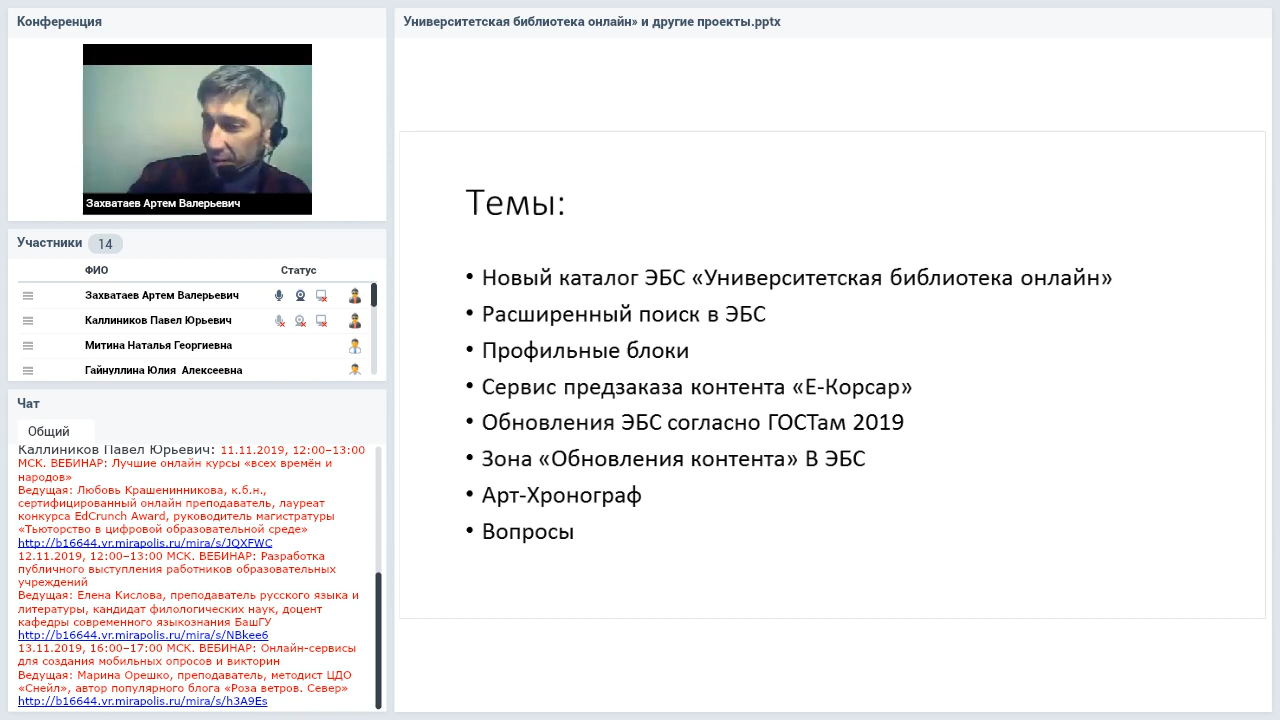 Конференция
Захватаев Артем Валерьевич
Участники 14
ФИО Статус
Захватаев Артем Валерьевич
Каллиников Павел Юрьевич
Митина Наталья Георгиевна
Гайнуллина Юлия Алексеевна
Чат
Общий
Каллиников Павел Юрьевич: 11.11.2019, 12:00–13:00
МСК. ВЕБИНАР: Лучшие онлайн курсы «всех времён и
народов»
Ведущая: Любовь Крашенинникова, к.б.н.,
сертифицированный онлайн преподаватель, лауреат
конкурса EdCrunch Award, руководитель магистратуры
«Тьюторство в цифровой образовательной среде»
http://b16644.vr.mirapolis.ru/mira/s/JQXFWC
12.11.2019, 12:00–13:00 МСК. ВЕБИНАР: Разработка
публичного выступления работников образовательных
учреждений
Ведущая: Елена Кислова, преподаватель русского языка и
литературы, кандидат филологических наук, доцент
кафедры современного языкознания БашГУ
http://b16644.vr.mirapolis.ru/mira/s/NBkee6
13.11.2019, 16:00–17:00 МСК. ВЕБИНАР: Онлайн-сервисы
для создания мобильных опросов и викторин
Ведущая: Марина Орешко, преподаватель, методист ЦДО
«Снейл», автор популярного блога «Роза ветров. Север»
http://b16644.vr.mirapolis.ru/mira/s/h3A9Es
Университетская библиотека онлайн» и другие проекты.pptx
Темы:
• Новый каталог ЭБС «Университетская библиотека онлайн»
• Расширенный поиск в ЭБС
• Профильные блоки
• Сервис предзаказа контента «Е-Корсар»
• Обновления ЭБС согласно ГОСТам 2019
• Зона «Обновления контента» В ЭБС
• Арт-Хронограф
• Вопросы